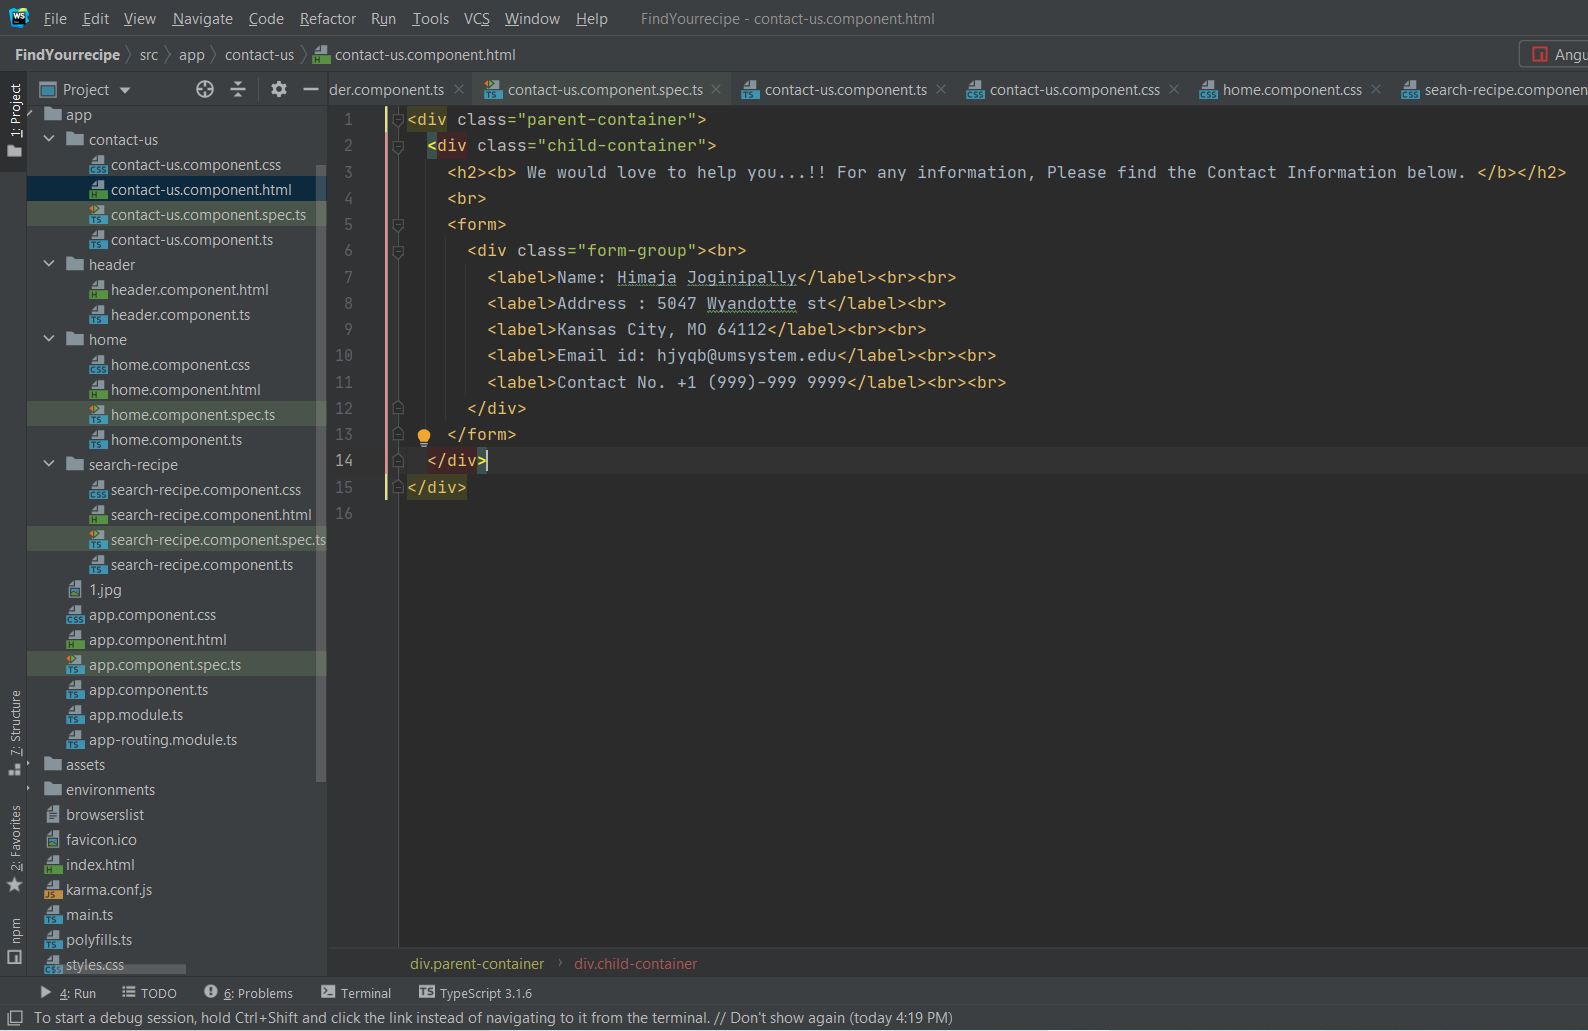 WS File Edit View Navigate Code Refactor Run Tools VCS Window Help FindYourrecipe - contact-us.component.html
FindYourrecipe src app contact-us contact-us.component.html Angu
Project der.component.ts contact-us.component.spec.ts contact-us.component.ts contact-us.component.css home.component.css search-recipe.componen
1: Project
7: Structure
2: Favorites
npm
app
contact-us
contact-us.component.css
contact-us.component.html
contact-us.component.spec.ts
contact-us.component.ts
header
header.component.html
header.component.ts
home
home.component.css
home.component.html
home.component.spec.ts
home.component.ts
search-recipe
search-recipe.component.css
search-recipe.component.html
search-recipe.component.spec.ts
search-recipe.component.ts
1.jpg
app.component.css
app.component.html
app.component.spec.ts
app.component.ts
app.module.ts
app-routing.module.ts
assets
environments
browserslist
favicon.ico
index.html
karma.conf.js
main.ts
polyfills.ts
styles.css
1 <div class="parent-container">
2 <div class="child-container">
3 <h2><b> We would love to help you...!! For any information, Please find the Contact Information below. </b></h2>
4 <br>
5 <form>
6 <div class="form-group"><br>
7 <label>Name: Himaja Joginipally</label><br><br>
8 <label>Address : 5047 Wyandotte st</label><br>
9 <label>Kansas City, MO 64112</label><br><br>
10 <label>Email id: hjyqb@umsystem.edu</label><br><br>
11 <label>Contact No. +1 (999)-999 9999</label><br><br>
12 </div>
13 </form>
14 </div>
15 </div>
16
div.parent-container div.child-container
4: Run TODO 6: Problems Terminal TS TypeScript 3.1.6
To start a debug session, hold Ctrl+Shift and click the link instead of navigating to it from the terminal. // Don't show again (today 4:19 PM)